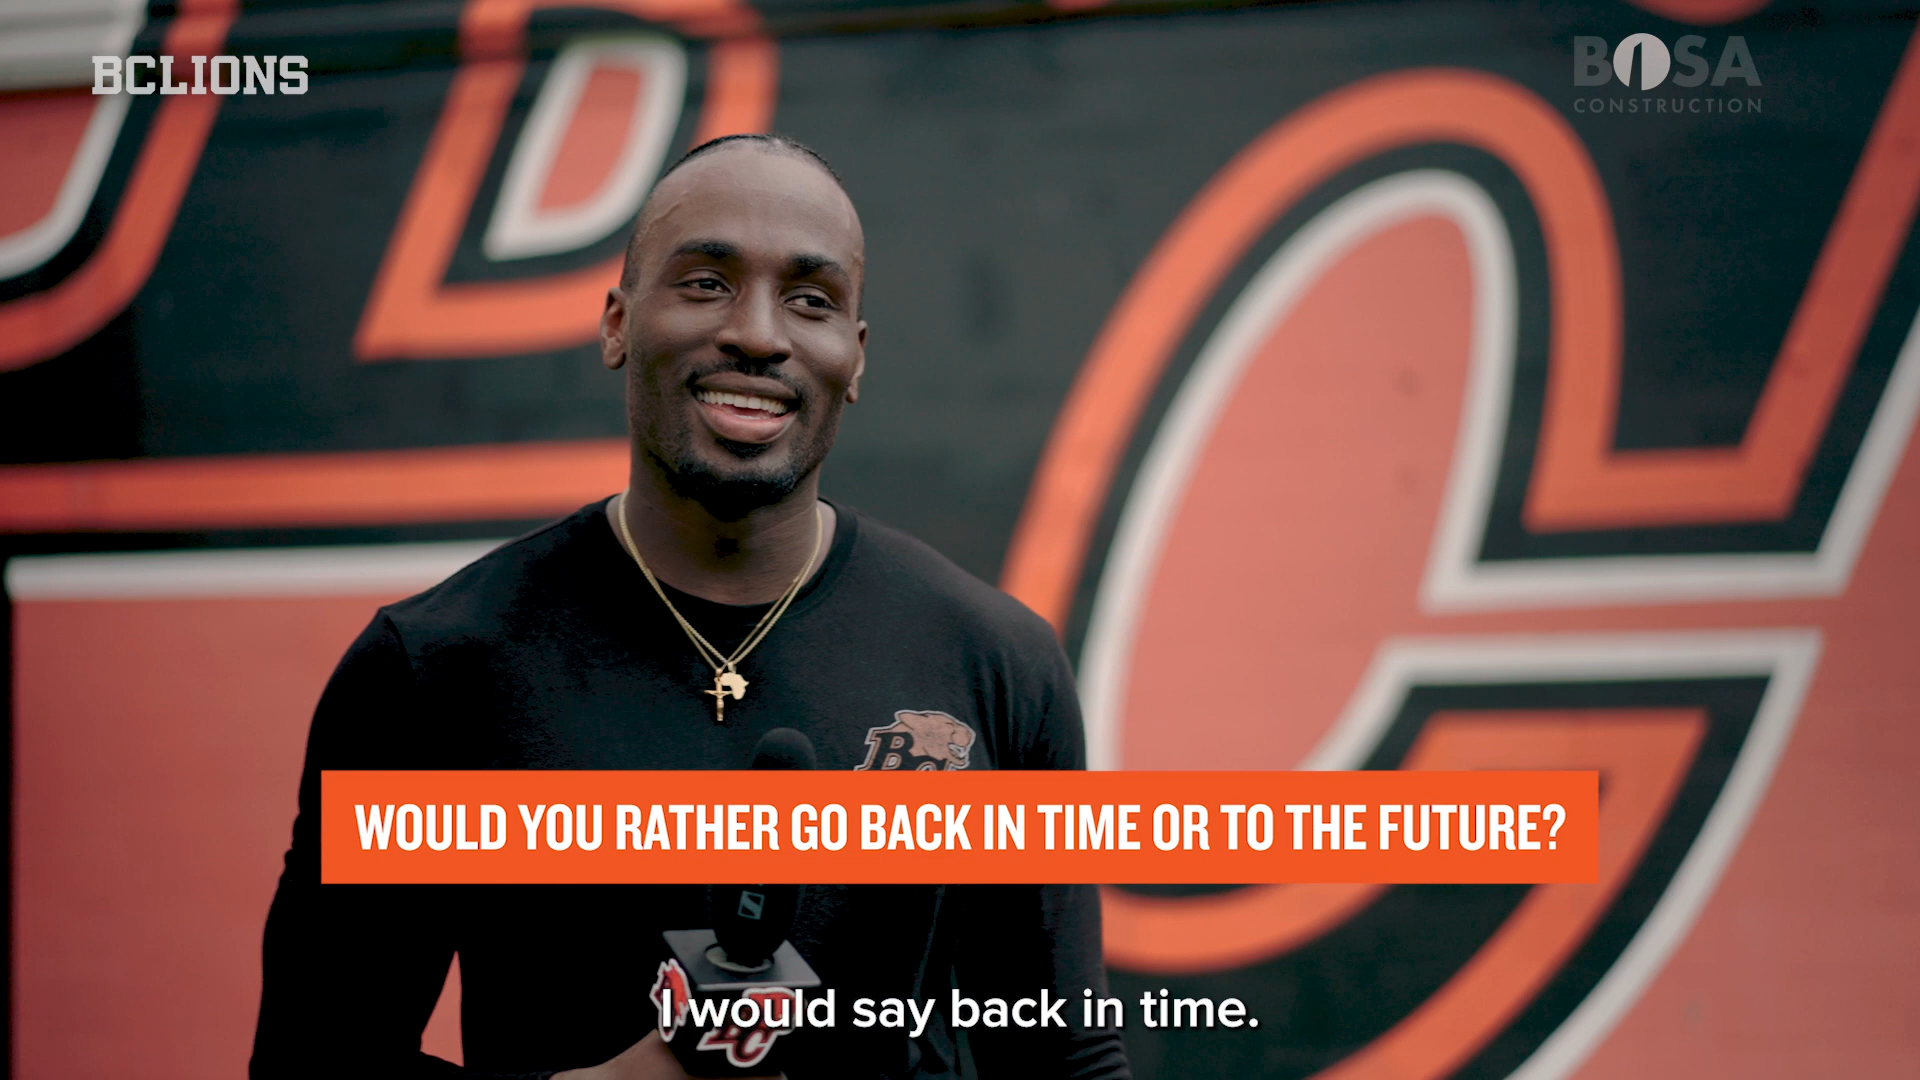 BCLIONS
BOSA
CONSTRUCTION
BC
WOULD YOU RATHER GO BACK IN TIME OR TO THE FUTURE?
I would say back in time.